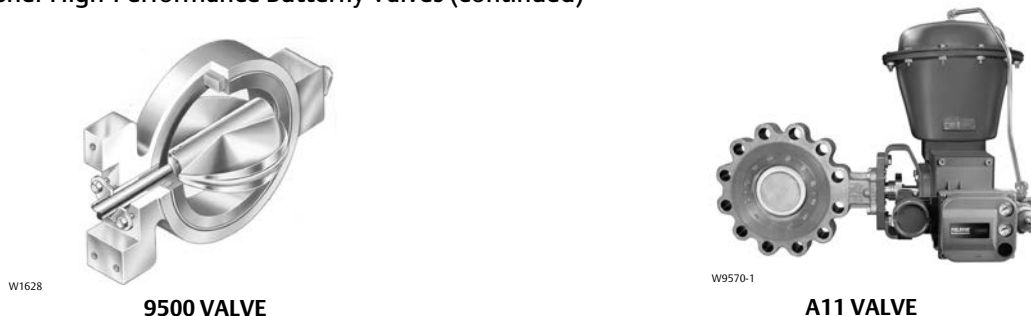 High-Performance Butterfly Valves (continued)
W1628
9500 VALVE
W9570-1
A11 VALVE